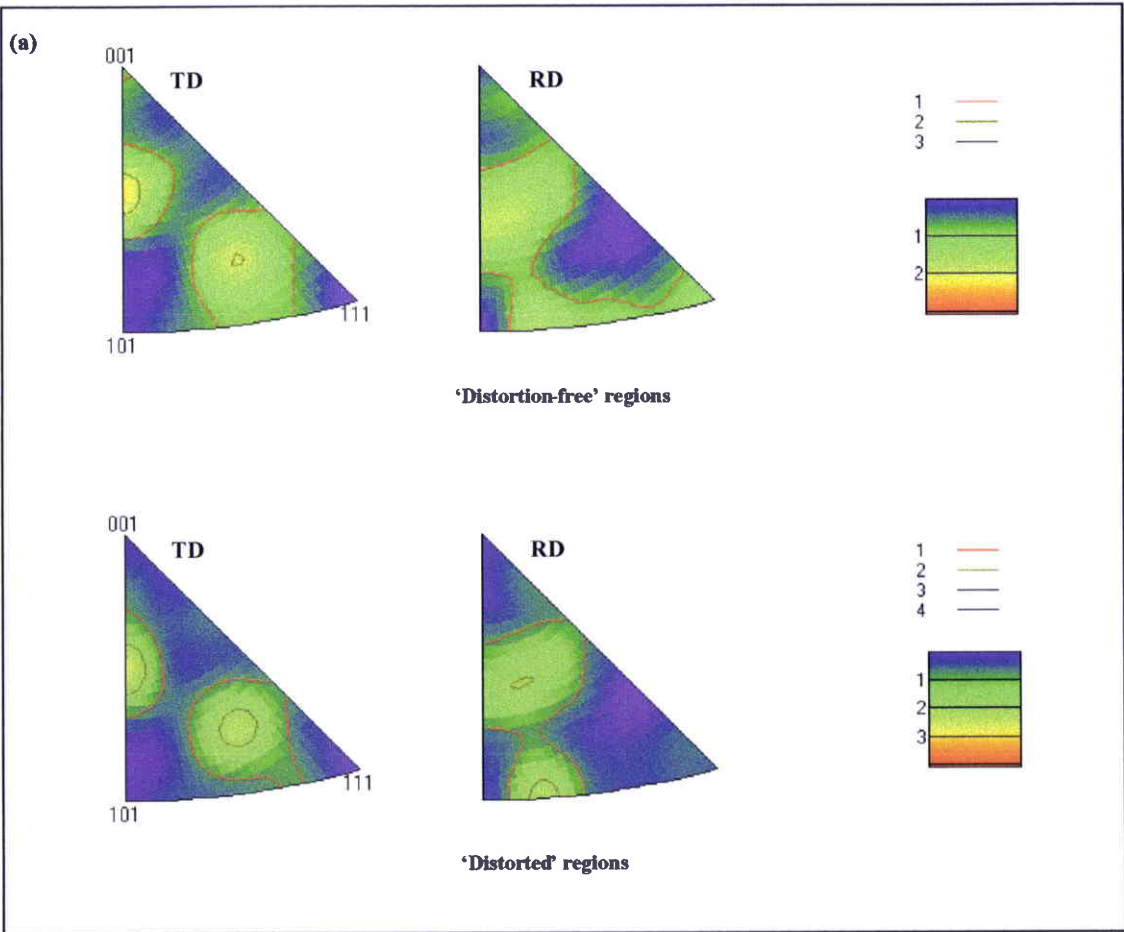 (a)
001
TD
RD
1
2
3
1
2
111
101
‘Distortion-free’ regions
001
TD
RD
1
2
3
4
1
2
3
111
101
‘Distorted’ regions